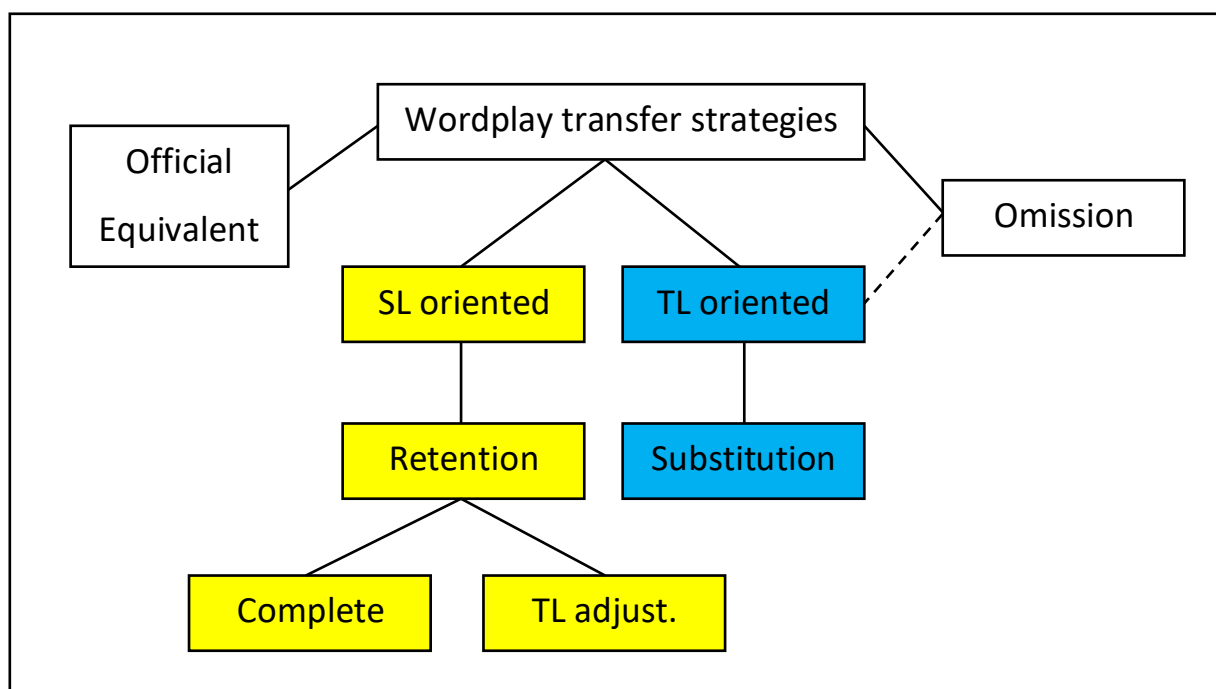 Wordplay transfer strategies
Official
Equivalent
Omission
SL oriented
TL oriented
Retention
Substitution
Complete
TL adjust.